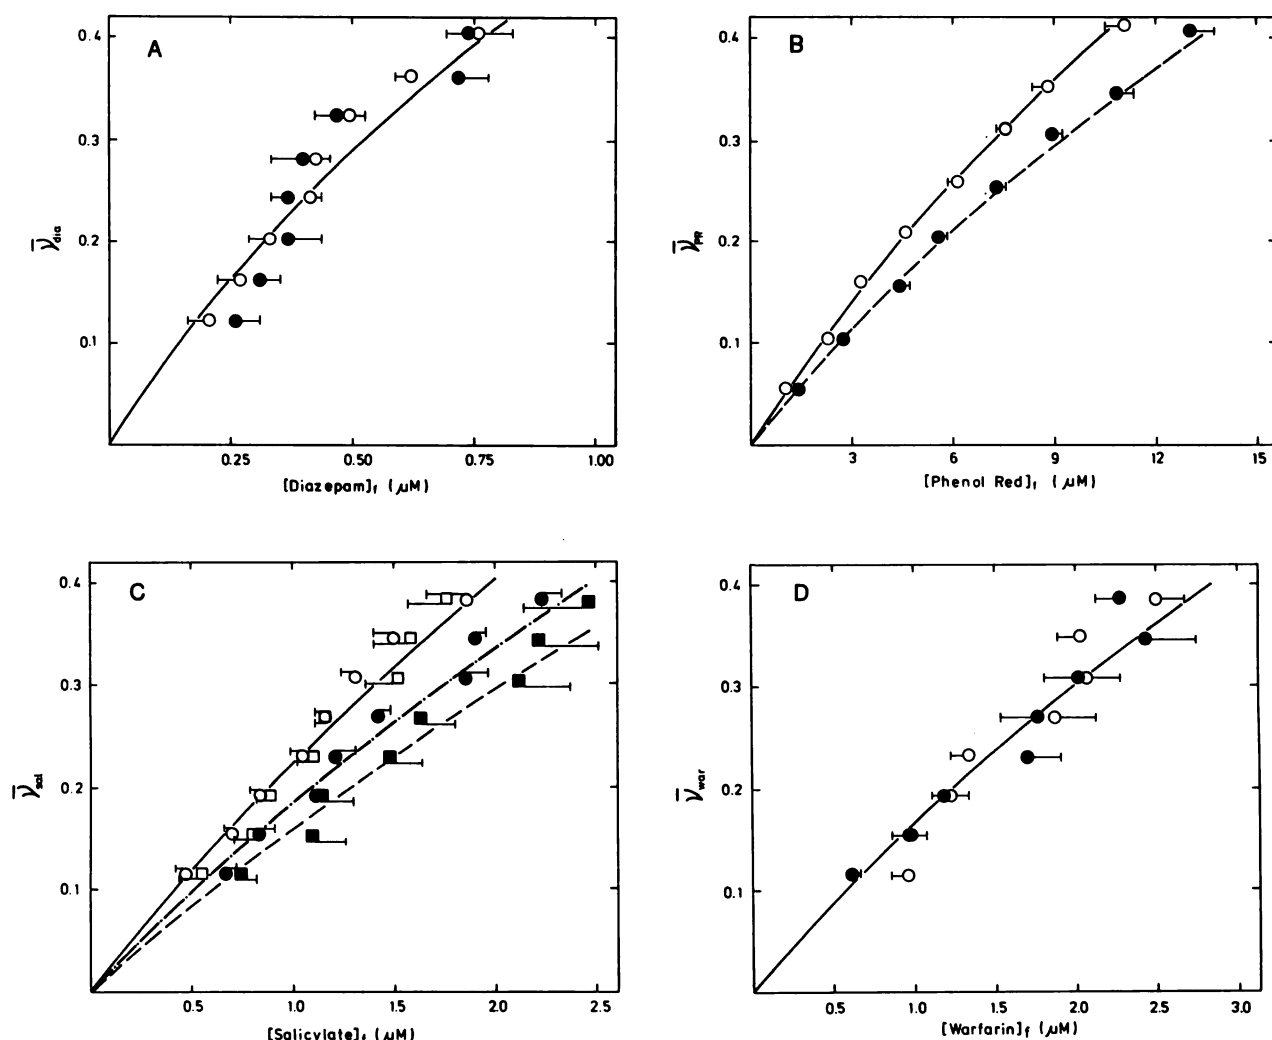 A
0.4
0.3
0.2
0.1
ν̄dia
0.25 0.50 0.75 1.00
[Diazepam]f (μM)
B
0.4
0.3
0.2
0.1
ν̄PR
3 6 9 12 15
[Phenol Red]f (μM)
C
0.4
0.3
0.2
0.1
ν̄sal
0.5 1.0 1.5 2.0 2.5
[Salicylate]f (μM)
D
0.4
0.3
0.2
0.1
ν̄war
0.5 1.0 1.5 2.0 2.5 3.0
[Warfarin]f (μM)